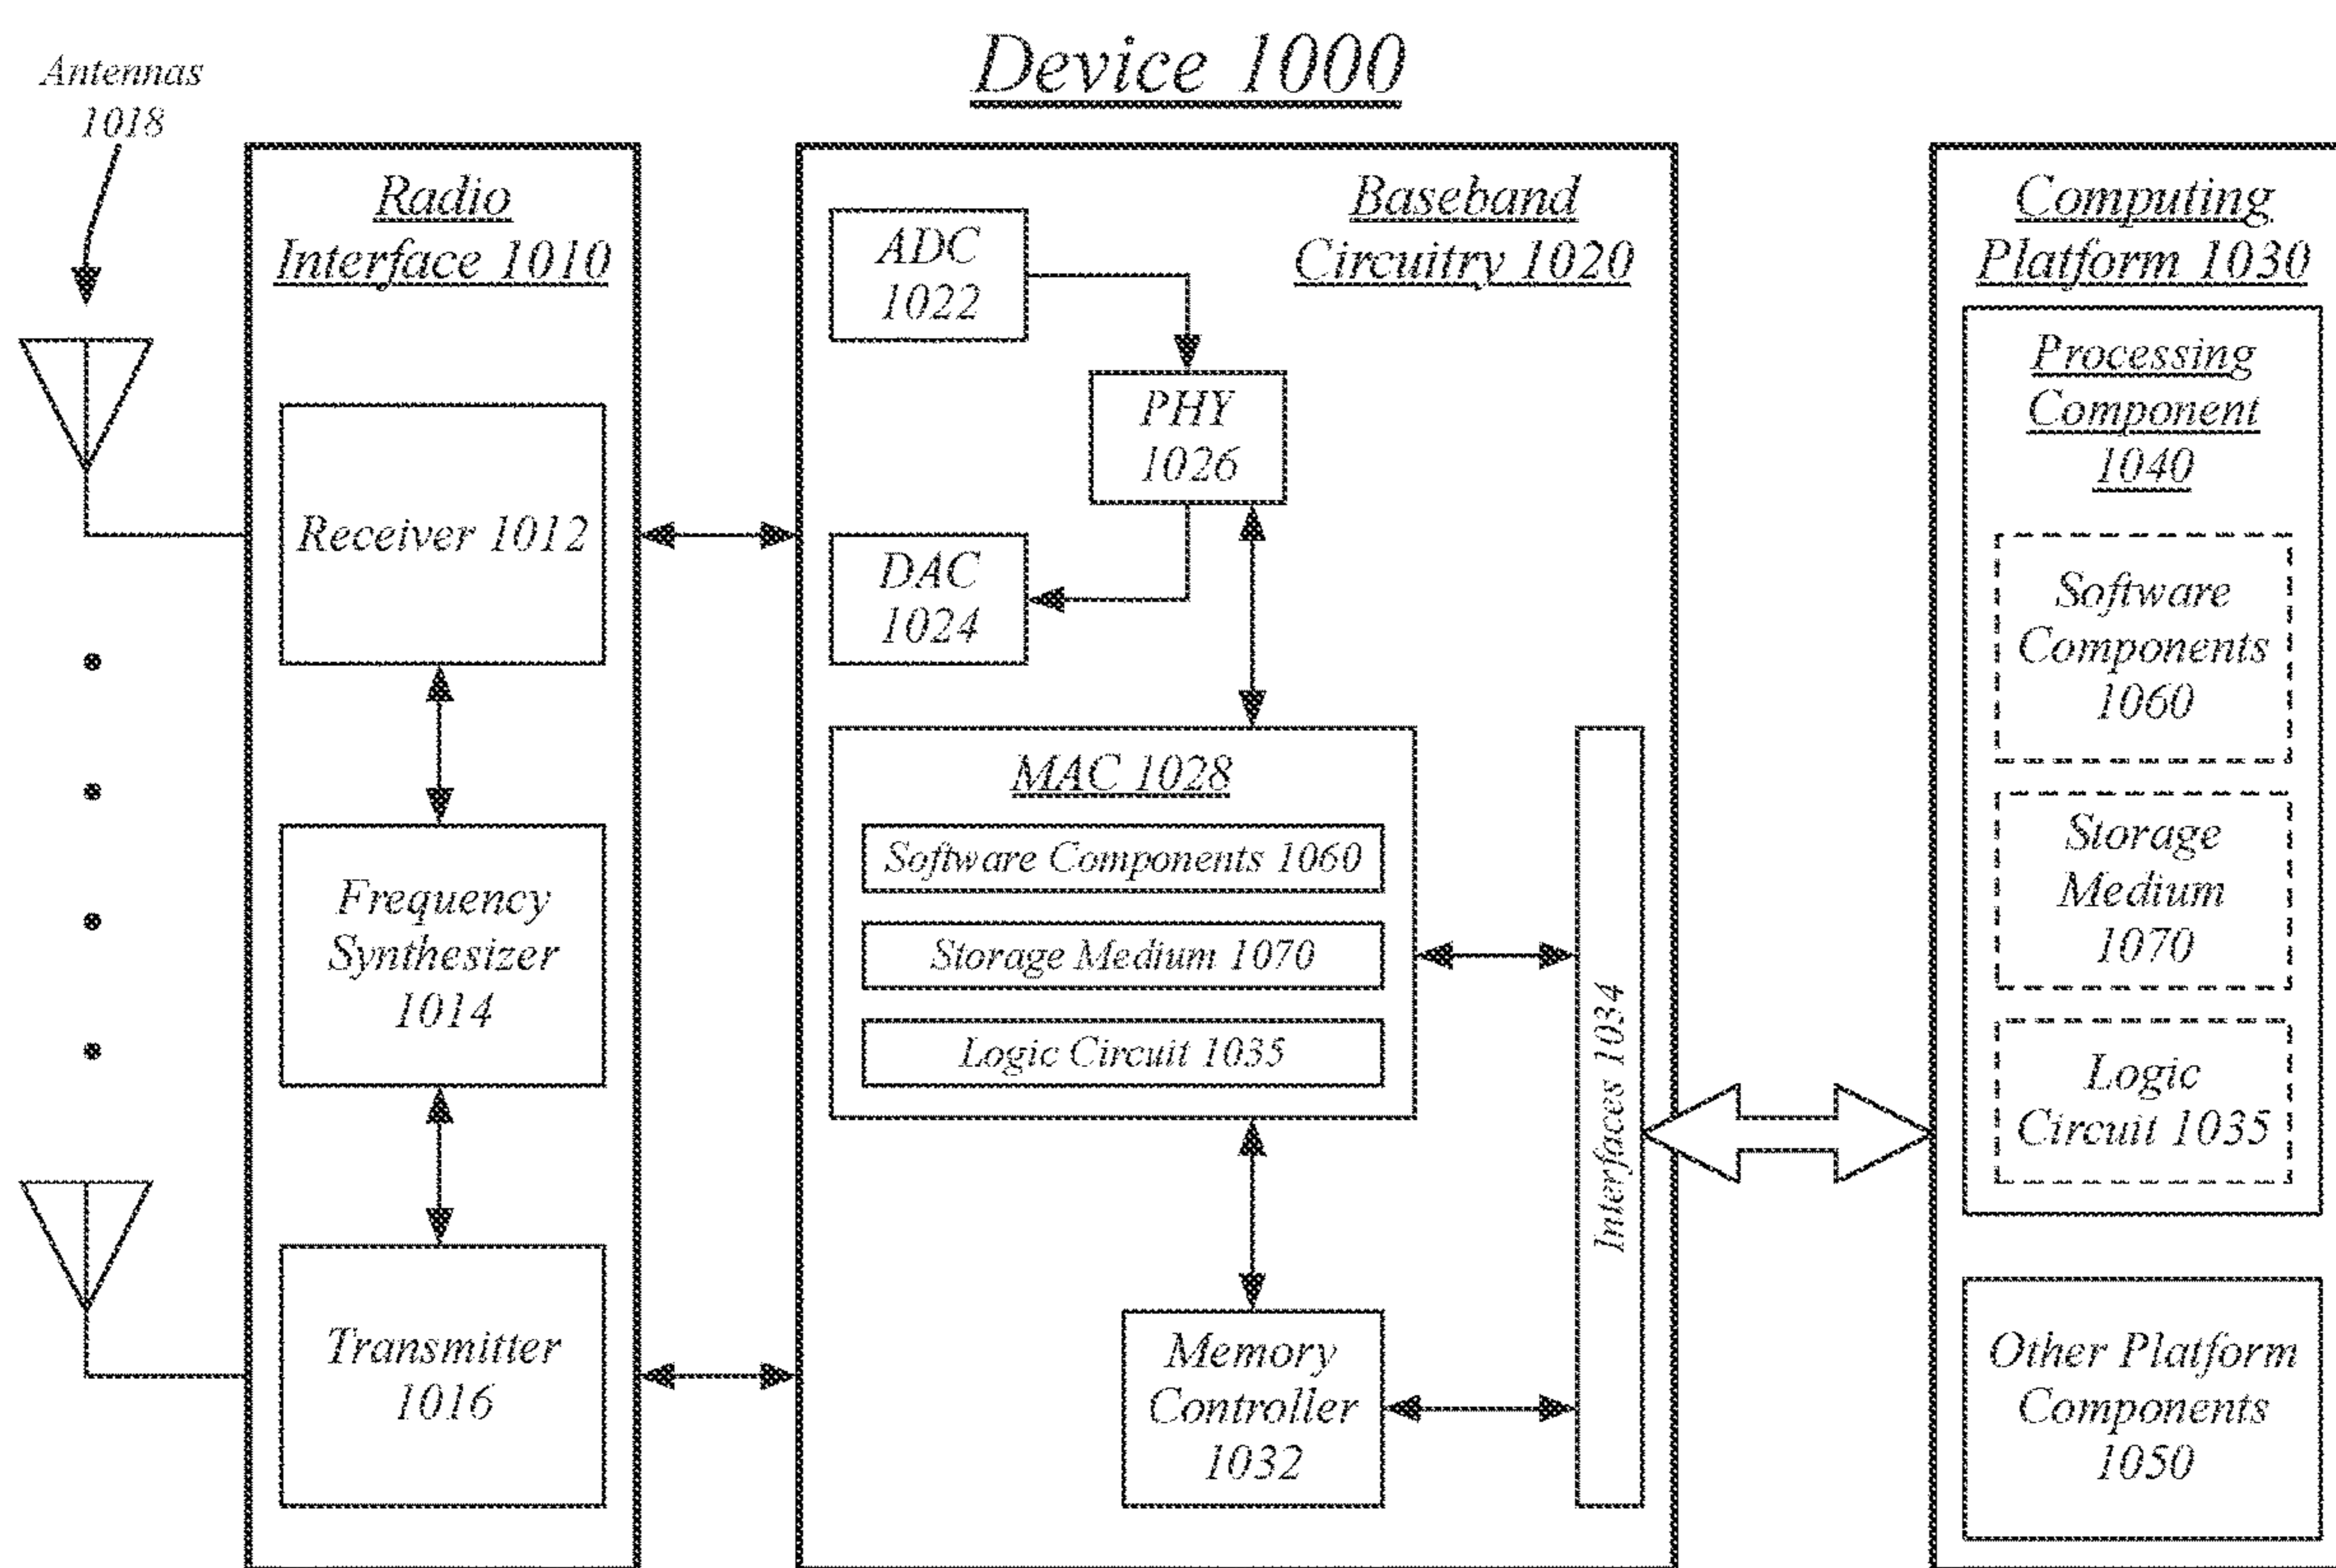 Device 1000
Antennas
1018
Radio
Interface 1010
Receiver 1012
Frequency
Synthesizer
1014
Transmitter
1016
Baseband
Circuitry 1020
ADC
1022
PHY
1026
DAC
1024
MAC 1028
Software Components 1060
Storage Medium 1070
Logic Circuit 1035
Memory
Controller
1032
Interfaces 1034
Computing
Platform 1030
Processing
Component
1040
Software
Components
1060
Storage
Medium
1070
Logic
Circuit 1035
Other Platform
Components
1050